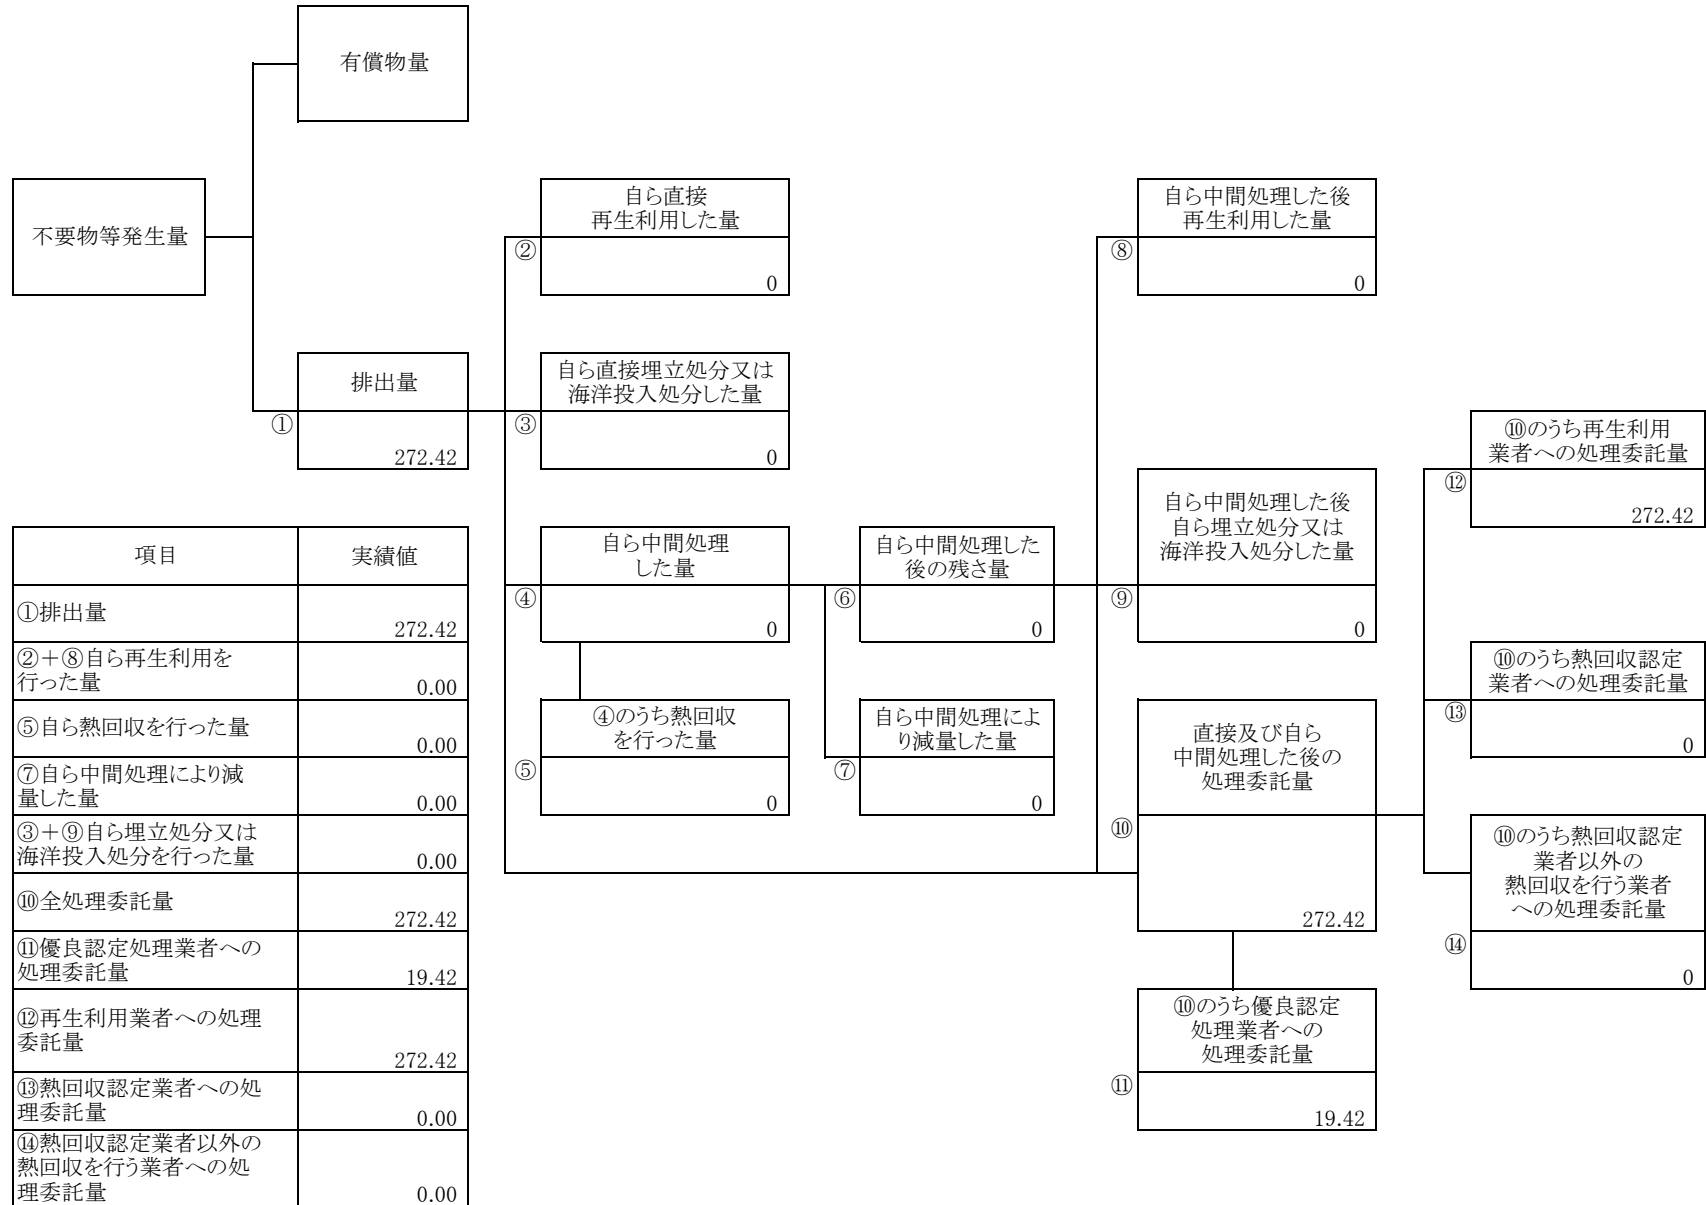 有償物量
不要物等発生量
自ら直接
再生利用した量
②
0
自ら中間処理した後
再生利用した量
⑧
0
排出量
①
272.42
自ら直接埋立処分又は
海洋投入処分した量
③
0
⑩のうち再生利用
業者への処理委託量
⑫
272.42
自ら中間処理した後
自ら埋立処分又は
海洋投入処分した量
⑨
0
自ら中間処理
した量
④
0
自ら中間処理した
後の残さ量
⑥
0
⑩のうち熱回収認定
業者への処理委託量
⑬
0
④のうち熱回収
を行った量
⑤
0
自ら中間処理によ
り減量した量
⑦
0
直接及び自ら
中間処理した後の
処理委託量
⑩
272.42
⑩のうち熱回収認定
業者以外の
熱回収を行う業者
への処理委託量
⑭
0
⑩のうち優良認定
処理業者への
処理委託量
⑪
19.42
項目 実績値
①排出量
272.42
②+⑧自ら再生利用を
行った量 0.00
⑤自ら熱回収を行った量
0.00
⑦自ら中間処理により減
量した量 0.00
③+⑨自ら埋立処分又は
海洋投入処分を行った量 0.00
⑩全処理委託量
272.42
⑪優良認定処理業者への
処理委託量 19.42
⑫再生利用業者への処理
委託量
272.42
⑬熱回収認定業者への処
理委託量 0.00
⑭熱回収認定業者以外の
熱回収を行う業者への処
理委託量 0.00